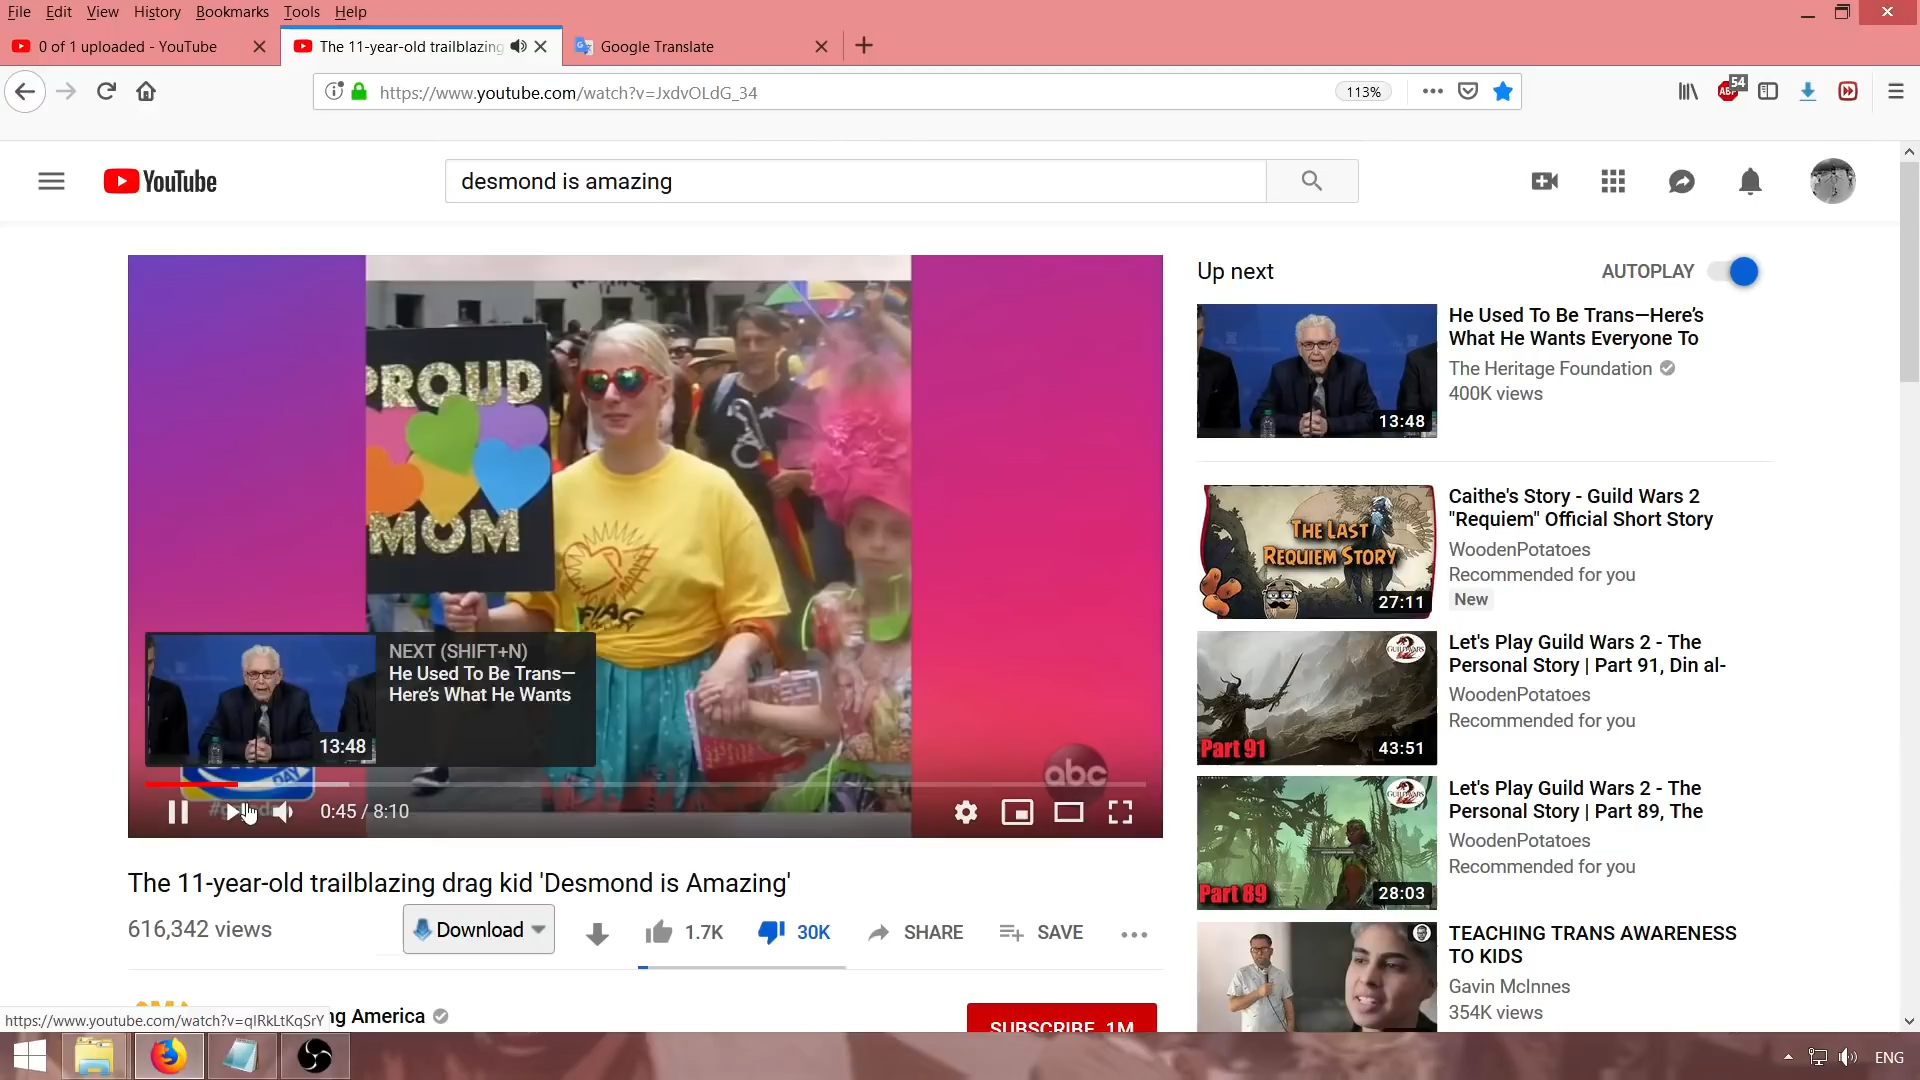 File Edit View History Bookmarks Tools Help
0 of 1 uploaded - YouTube
The 11-year-old trailblazing
Google Translate
https://www.youtube.com/watch?v=JxdvOLdG_34
113%
54
ABP
YouTube
desmond is amazing
PROUD
MOM
Up next
AUTOPLAY
He Used To Be Trans—Here's
What He Wants Everyone To
The Heritage Foundation
400K views
13:48
THE LAST
REQUIEM STORY
27:11
Caithe's Story - Guild Wars 2
"Requiem" Official Short Story
WoodenPotatoes
Recommended for you
New
Part 91
43:51
Let's Play Guild Wars 2 - The
Personal Story | Part 91, Din al-
WoodenPotatoes
Recommended for you
Part 89
28:03
Let's Play Guild Wars 2 - The
Personal Story | Part 89, The
WoodenPotatoes
Recommended for you
TEACHING TRANS AWARENESS
TO KIDS
Gavin McInnes
354K views
NEXT (SHIFT+N)
He Used To Be Trans—
Here's What He Wants
13:48
DAY
abc
0:45 / 8:10
The 11-year-old trailblazing drag kid 'Desmond is Amazing'
616,342 views
Download
1.7K
30K
SHARE
SAVE
ng America
SUBSCRIBE 1M
https://www.youtube.com/watch?v=qIRkLtKqSrY
ENG